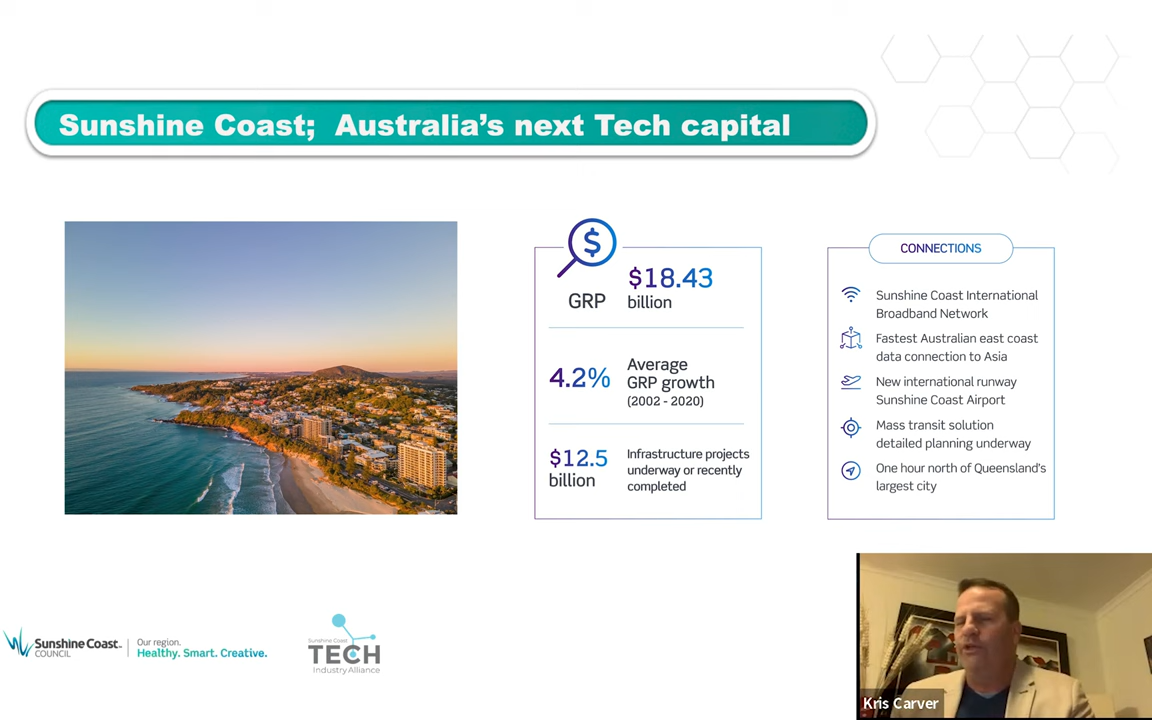 Sunshine Coast; Australia's next Tech capital
$
$18.43
GRP
billion
4.2%
Average
GRP growth
(2002 - 2020)
$12.5
billion
Infrastructure projects
underway or recently
completed
CONNECTIONS
Sunshine Coast International
Broadband Network
Fastest Australian east coast
data connection to Asia
New international runway
Sunshine Coast Airport
Mass transit solution
detailed planning underway
One hour north of Queensland's
largest city
Sunshine Coast
COUNCIL
Our region.
Healthy. Smart. Creative.
Sunshine Coast
TECH
Industry Alliance
Kris Carver